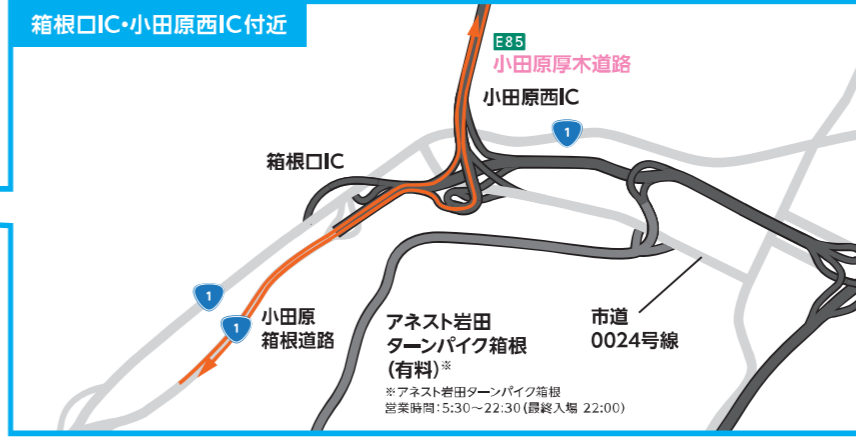 箱根口IC・小田原西IC付近
E85
小田原厚木道路
小田原西IC
1
箱根口IC
1
1
小田原
箱根道路
アネスト岩田
ターンパイク箱根
(有料)※
※アネスト岩田ターンパイク箱根
営業時間：5:30～22:30(最終入場 22:00)
市道
0024号線